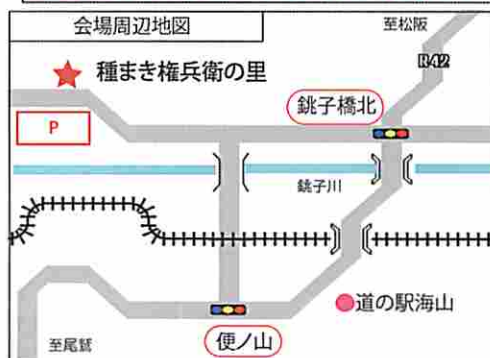 会場周辺地図
至松阪
R42
種まき権兵衛の里
銚子橋北
P
銚子川
道の駅海山
便ノ山
至尾鷲